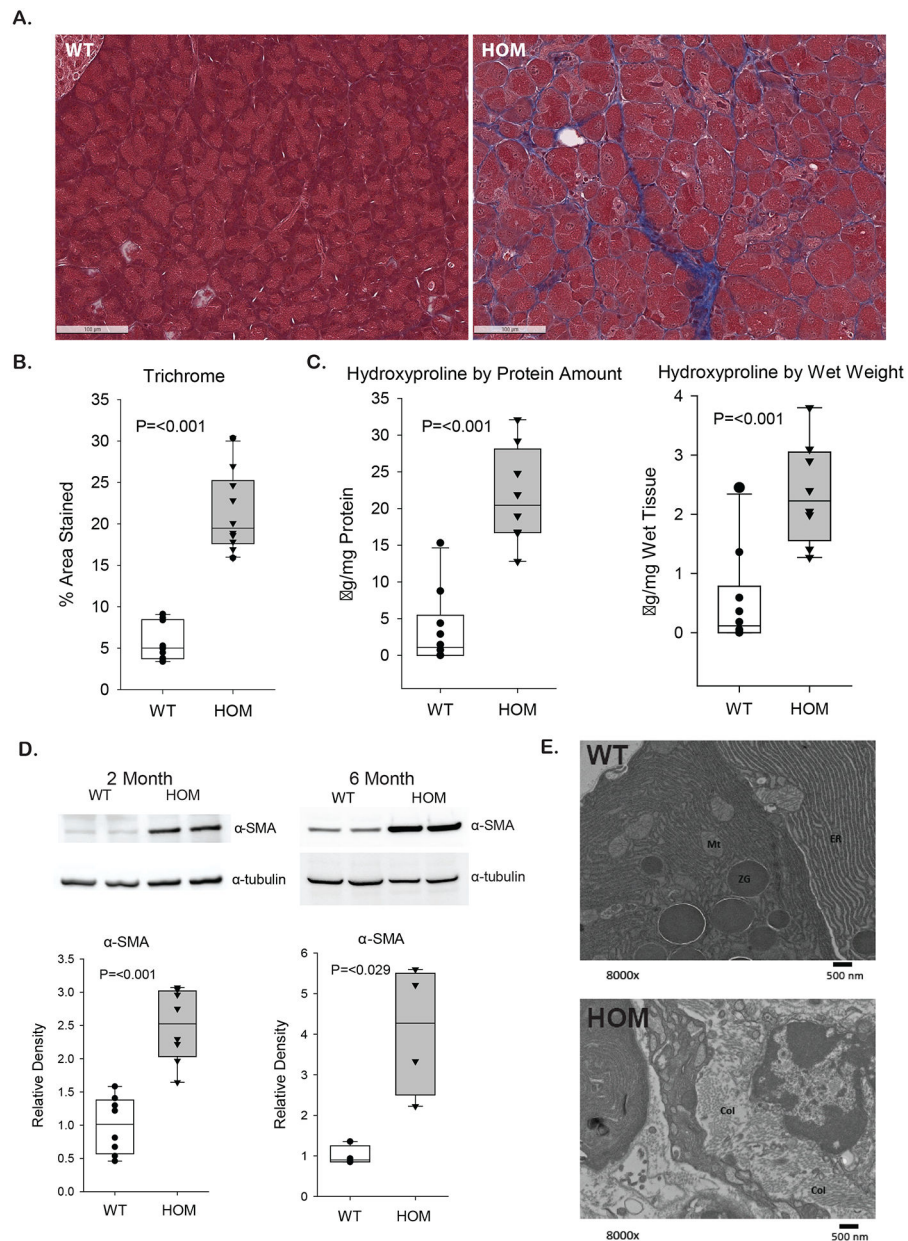 A.
WT
HOM
100 µm
100 µm
B.
Trichrome
P=<0.001
% Area Stained
35
30
25
20
15
10
5
0
WT
HOM
C.
Hydroxyproline by Protein Amount
P=<0.001
▯g/mg Protein
35
30
25
20
15
10
5
0
WT
HOM
Hydroxyproline by Wet Weight
P=<0.001
▯g/mg Wet Tissue
4
3
2
1
0
WT
HOM
D.
2 Month
WT HOM
α-SMA
α-tubulin
6 Month
WT HOM
α-SMA
α-tubulin
α-SMA
P=<0.001
Relative Density
3.5
3.0
2.5
2.0
1.5
1.0
0.5
0.0
WT
HOM
α-SMA
P=<0.029
Relative Density
6
5
4
3
2
1
0
WT
HOM
E.
WT
Mt
ER
ZG
8000x
500 nm
HOM
Col
Col
8000x
500 nm